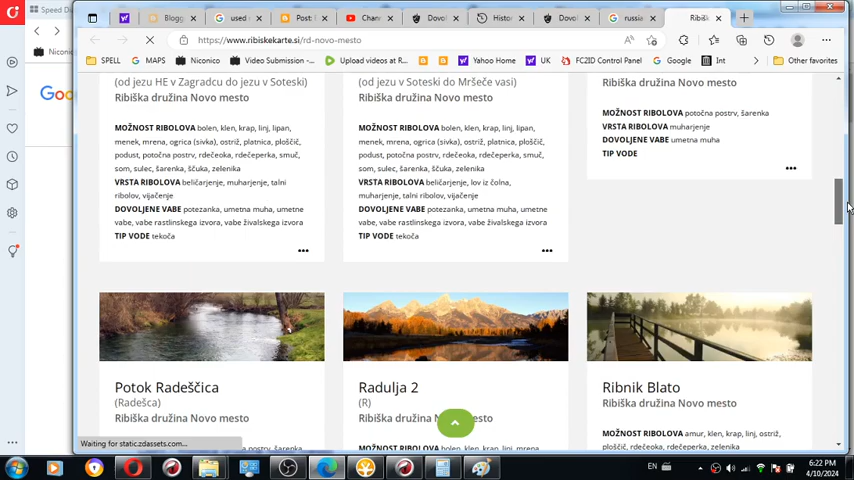 Speed Dial
Blogg
used
Post: E
Chann
Dovol
Histor
Dovol
russia
Ribišk
https://www.ribiskekarte.si/rd-novo-mesto
Niconic
SPELL
PG Male
Niconico
Video Submission -...
Upload videos at R...
Yahoo Home
UK
FC2ID Control Panel
Google
Int
Other favorites
Goo
(od jezu HE v Zagradcu do jezu v Soteski)
Ribiška družina Novo mesto
MOŽNOST RIBOLOVA bolen, klen, krap, linj, lipan,
menek, mrena, ogrica (sivka), ostriž, platnica, ploščič,
podust, potočna postrv, rdečeoka, rdečeperka, smuč,
som, sulec, šarenka, ščuka, zelenika
VRSTA RIBOLOVA beličarjenje, muharjenje, talni
ribolov, vijačenje
DOVOLJENE VABE potezanka, umetna muha, umetne
vabe, vabe rastlinskega izvora, vabe živalskega izvora
TIP VODE tekoča
(od jezu v Soteski do Mršeče vasi)
Ribiška družina Novo mesto
MOŽNOST RIBOLOVA bolen, klen, krap, linj, lipan,
menek, mrena, ogrica (sivka), ostriž, platnica, ploščič,
podust, potočna postrv, rdečeoka, rdečeperka, smuč,
som, sulec, šarenka, ščuka, zelenika
VRSTA RIBOLOVA beličarjenje, lov iz čolna,
muharjenje, talni ribolov, vijačenje
DOVOLJENE VABE potezanka, umetna muha, umetne
vabe, vabe rastlinskega izvora, vabe živalskega izvora
TIP VODE tekoča
Ribiška družina Novo mesto
MOŽNOST RIBOLOVA potočna postrv, šarenka
VRSTA RIBOLOVA muharjenje
DOVOLJENE VABE umetna muha
TIP VODE
Potok Radeščica
(Radešca)
Ribiška družina Novo mesto
postrv, šarenka
Radulja 2
(R)
Ribiška družina Novo mesto
MOŽNOST RIBOLOVA klen, krap, linj, mrena
Ribnik Blato
Ribiška družina Novo mesto
MOŽNOST RIBOLOVA amur, klen, krap, linj, ostriž,
ploščič, rdečeoka, rdečeperka, zelenika
Waiting for static.zdassets.com...
EN
6:22 PM
4/10/2024